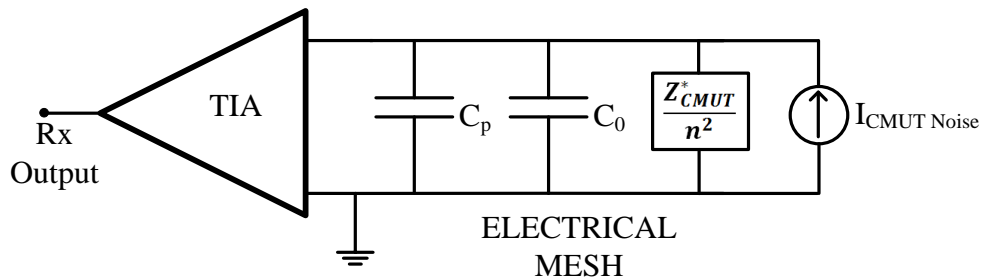 TIA
Rx
Output
Cp
C0
Z*CMUT
n2
ICMUT Noise
ELECTRICAL
MESH